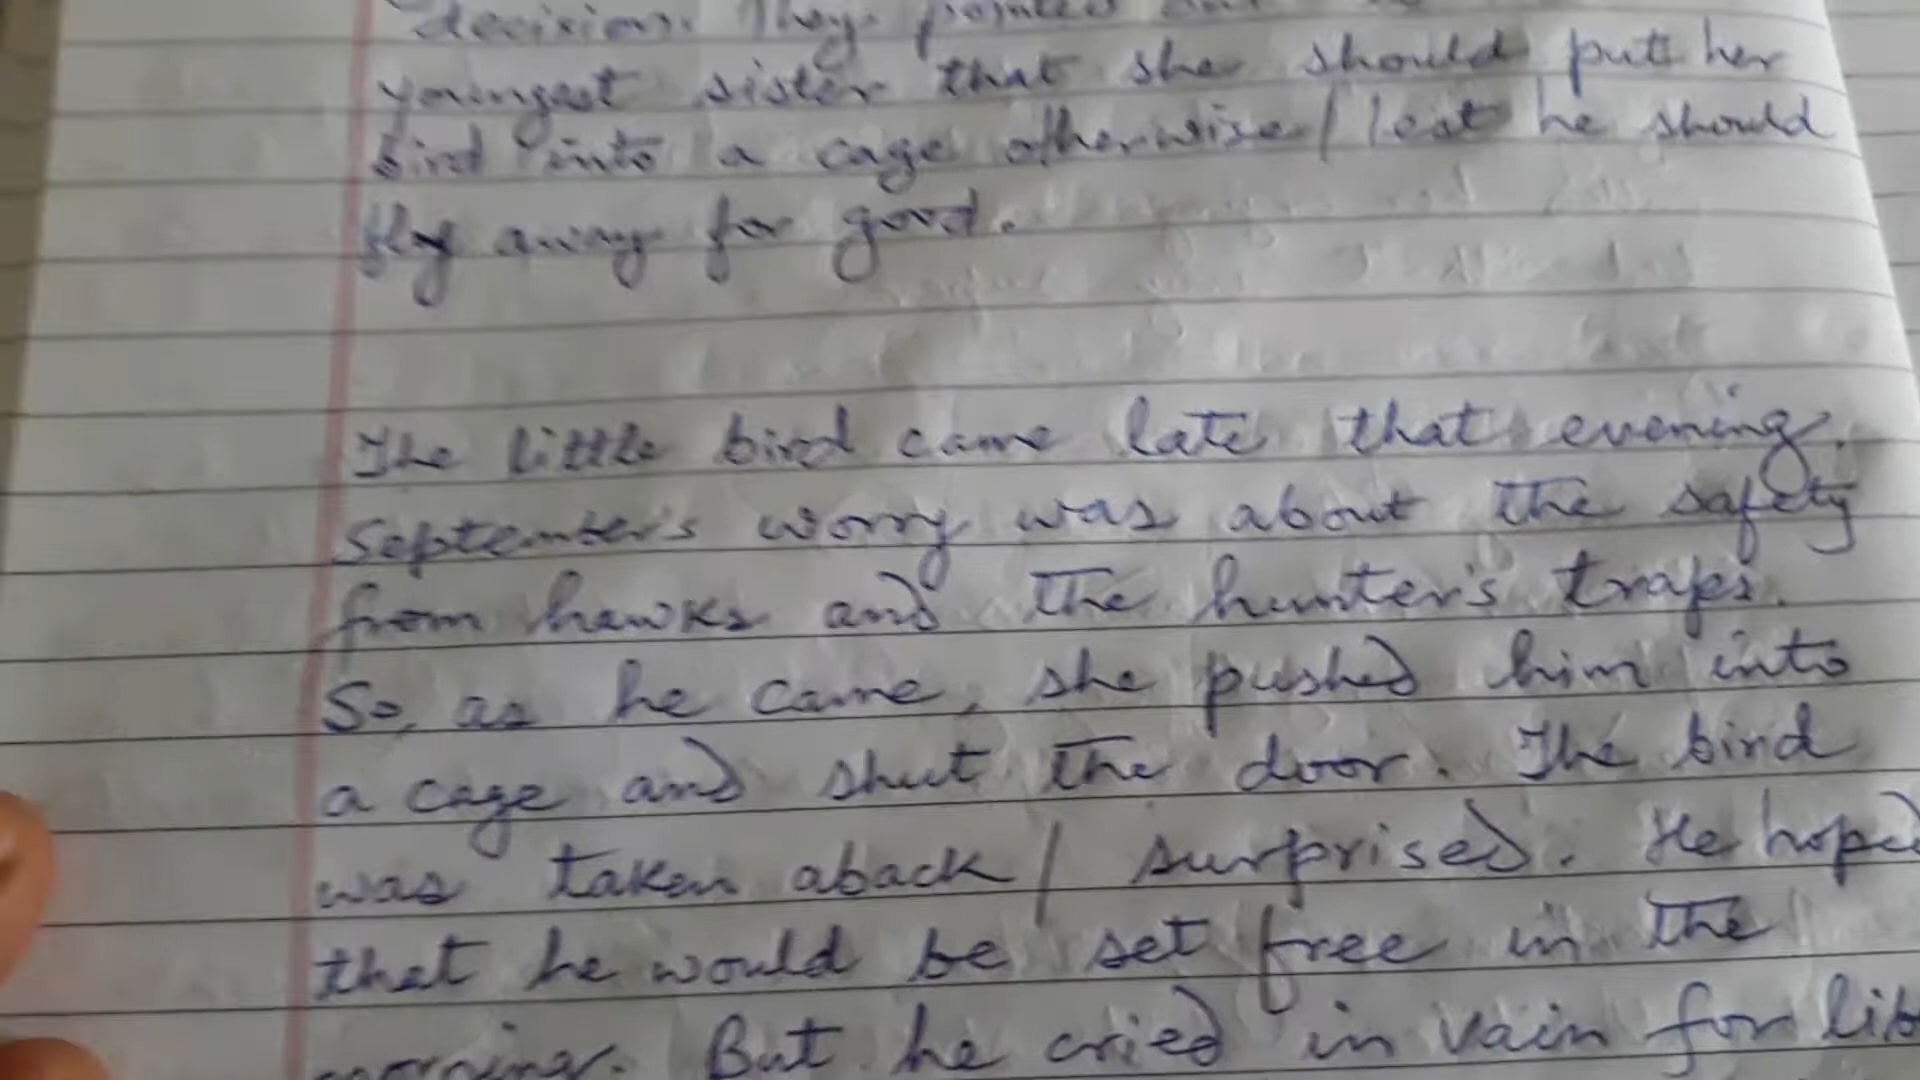 decision. They pointed out
youngest sister that she should put her
bird into a cage otherwise / lest he should
fly away for good.
The little bird came late that evening.
September's worry was about the safety
from hawks and the hunter's traps.
So, as he came, she pushed him into
a cage and shut the door. The bird
was taken aback / surprised. He hoped
that he would be set free in the
morning. But he cried in vain for lib